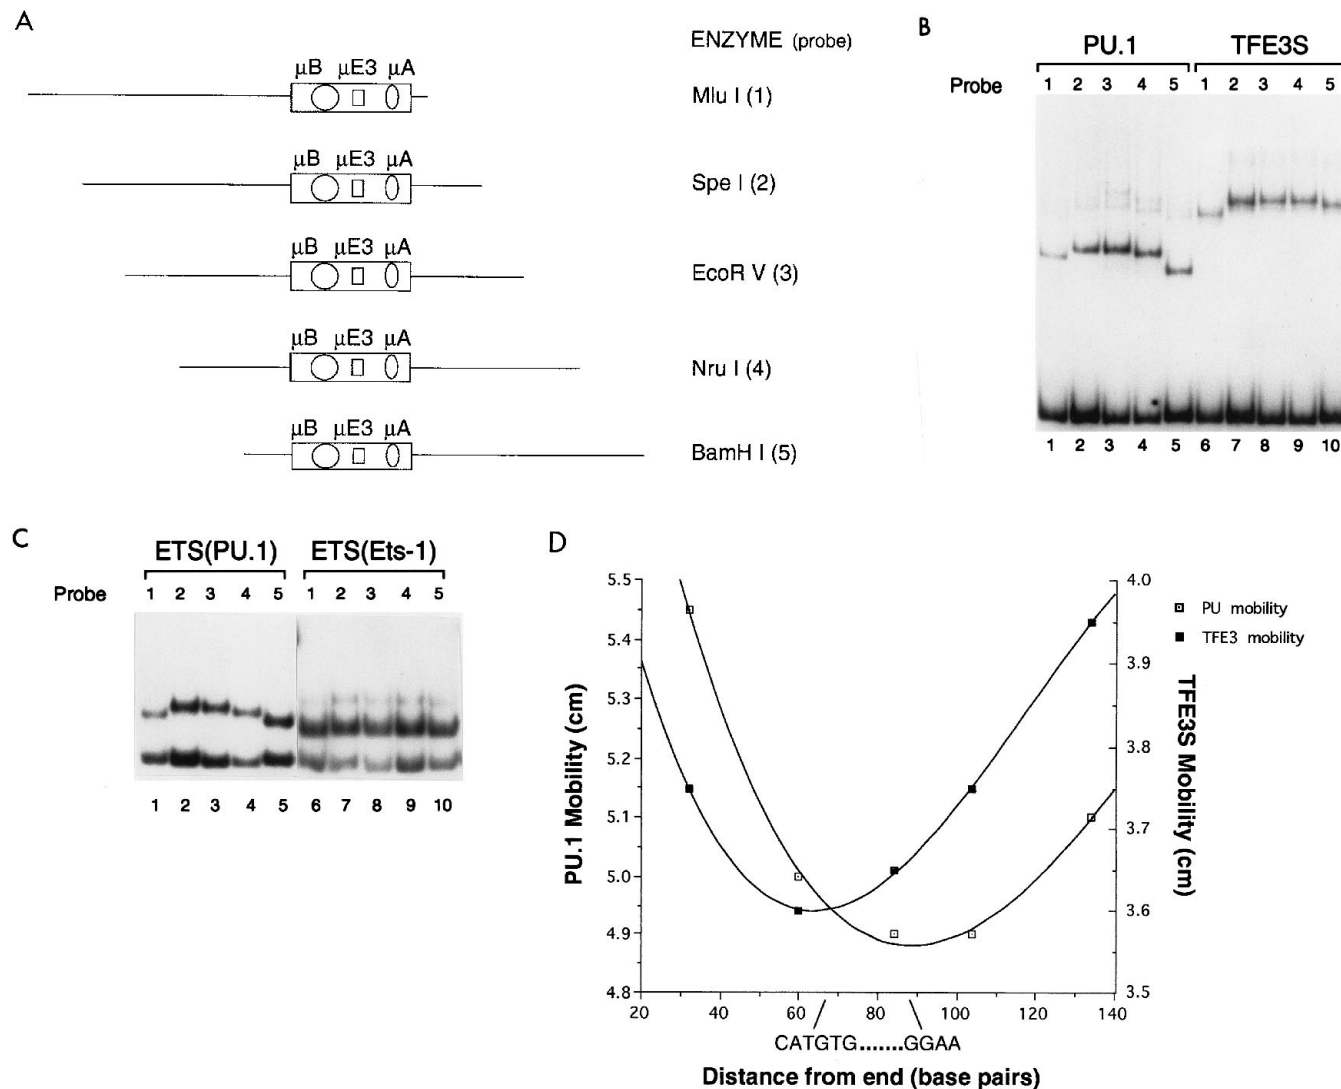 A
ENZYME (probe)
μB μE3 μA
Mlu I (1)
μB μE3 μA
Spe I (2)
μB μE3 μA
EcoR V (3)
μB μE3 μA
Nru I (4)
μB μE3 μA
BamH I (5)
B
PU.1 TFE3S
Probe 1 2 3 4 5 1 2 3 4 5
1 2 3 4 5 6 7 8 9 10
C
ETS(PU.1) ETS(Ets-1)
Probe 1 2 3 4 5 1 2 3 4 5
1 2 3 4 5 6 7 8 9 10
D
PU.1 Mobility (cm)
5.5
5.4
5.3
5.2
5.1
5.0
4.9
4.8
4.0
3.9
3.8
3.7
3.6
3.5
TFE3S Mobility (cm)
PU mobility
TFE3 mobility
20 40 60 80 100 120 140
CATGTG.......GGAA
Distance from end (base pairs)